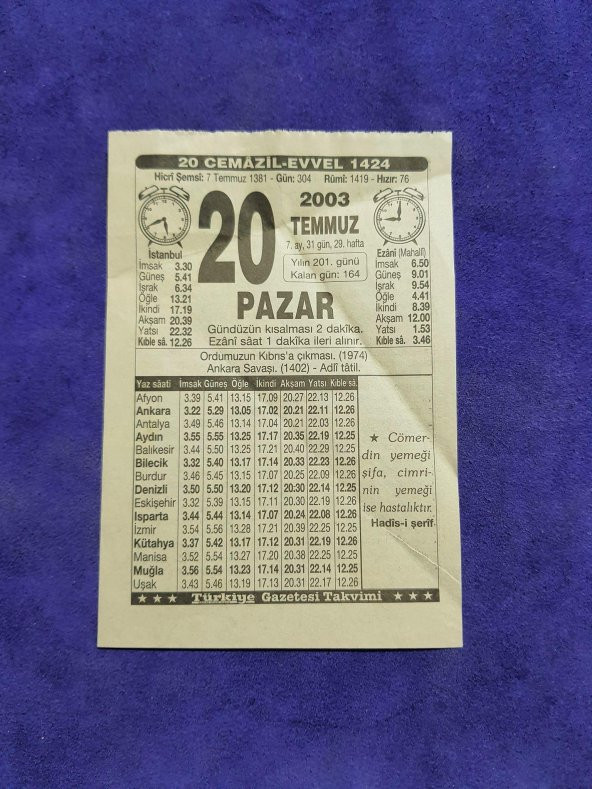 20 CEMÂZİL-EVVEL 1424
Hicrî Şemsî: 7 Temmuz 1381 - Gün: 304 Rûmî: 1419 - Hızır: 76
20
2003
TEMMUZ
7. ay, 31 gün, 29. hafta
Yılın 201. günü
Kalan gün: 164
PAZAR
İstanbul
İmsak 3.30
Güneş 5.41
İşrak 6.34
Öğle 13.21
İkindi 17.19
Akşam 20.39
Yatsı 22.32
Kıble sâ. 12.26
Ezânî (Mahallî)
İmsak 6.50
Güneş 9.01
İşrak 9.54
Öğle 4.41
İkindi 8.39
Akşam 12.00
Yatsı 1.53
Kıble sâ. 3.46
Gündüzün kısalması 2 dakîka.
Ezânî sâat 1 dakîka ileri alınır.
Ordumuzun Kıbrıs'a çıkması. (1974)
Ankara Savaşı. (1402) - Adlî tâtil.
Yaz sâati İmsak Güneş Öğle İkindi Akşam Yatsı Kıble sâ.
Afyon 3.39 5.41 13.15 17.09 20.27 22.13 12.26
Ankara 3.22 5.29 13.05 17.02 20.21 22.11 12.26
Antalya 3.49 5.46 13.14 17.04 20.21 22.03 12.26
Aydın 3.55 5.55 13.25 17.17 20.35 22.19 12.25
Balıkesir 3.44 5.50 13.25 17.21 20.40 22.29 12.25
Bilecik 3.32 5.40 13.17 17.14 20.33 22.23 12.26
Burdur 3.46 5.45 13.15 17.07 20.25 22.09 12.26
Denizli 3.50 5.50 13.20 17.12 20.30 22.14 12.25
Eskişehir 3.32 5.39 13.15 17.11 20.30 22.19 12.26
Isparta 3.44 5.44 13.14 17.07 20.24 22.08 12.26
İzmir 3.54 5.56 13.28 17.21 20.39 22.25 12.25
Kütahya 3.37 5.42 13.17 17.12 20.31 22.19 12.26
Manisa 3.52 5.54 13.27 17.20 20.38 22.25 12.25
Muğla 3.56 5.54 13.23 17.14 20.31 22.14 12.25
Uşak 3.43 5.46 13.19 17.13 20.31 22.17 12.26
★ Cömer-
din yemeği
şifa, cimri-
nin yemeği
ise hastalıktır.
Hadîs-i şerîf
★ ★ ★ Türkiye Gazetesi Takvimi ★ ★ ★